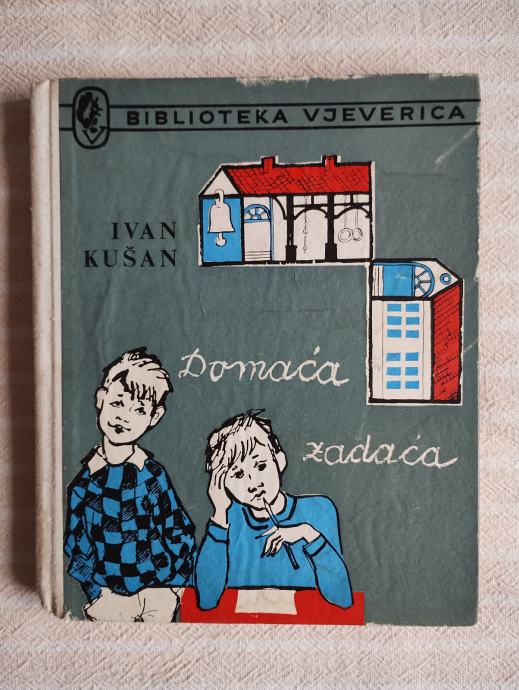 BIBLIOTEKA VJEVERICA
IVAN
KUŠAN
Domaća
zadaća